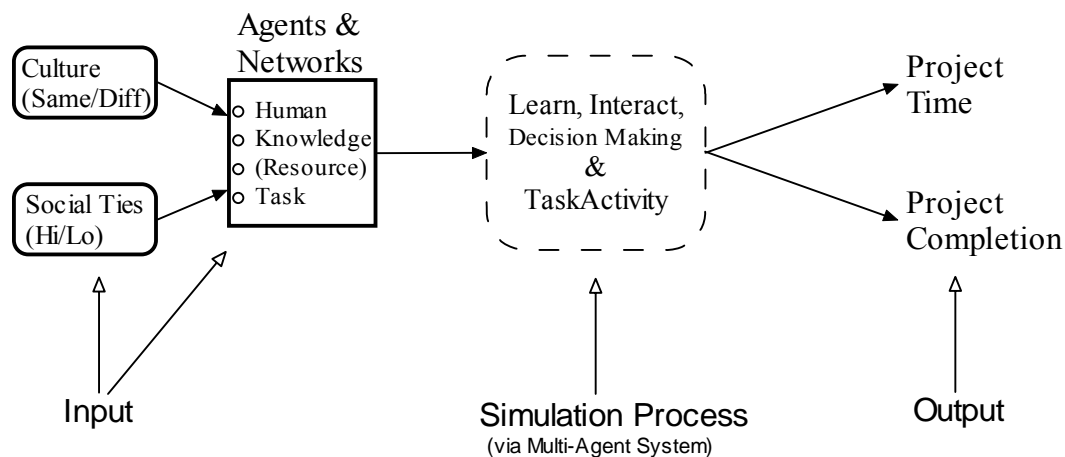 Agents &
Networks
Culture
(Same/Diff)
Social Ties
(Hi/Lo)
Human
Knowledge
(Resource)
Task
Learn, Interact,
Decision Making
&
TaskActivity
Project
Time
Project
Completion
Input
Simulation Process
(via Multi-Agent System)
Output